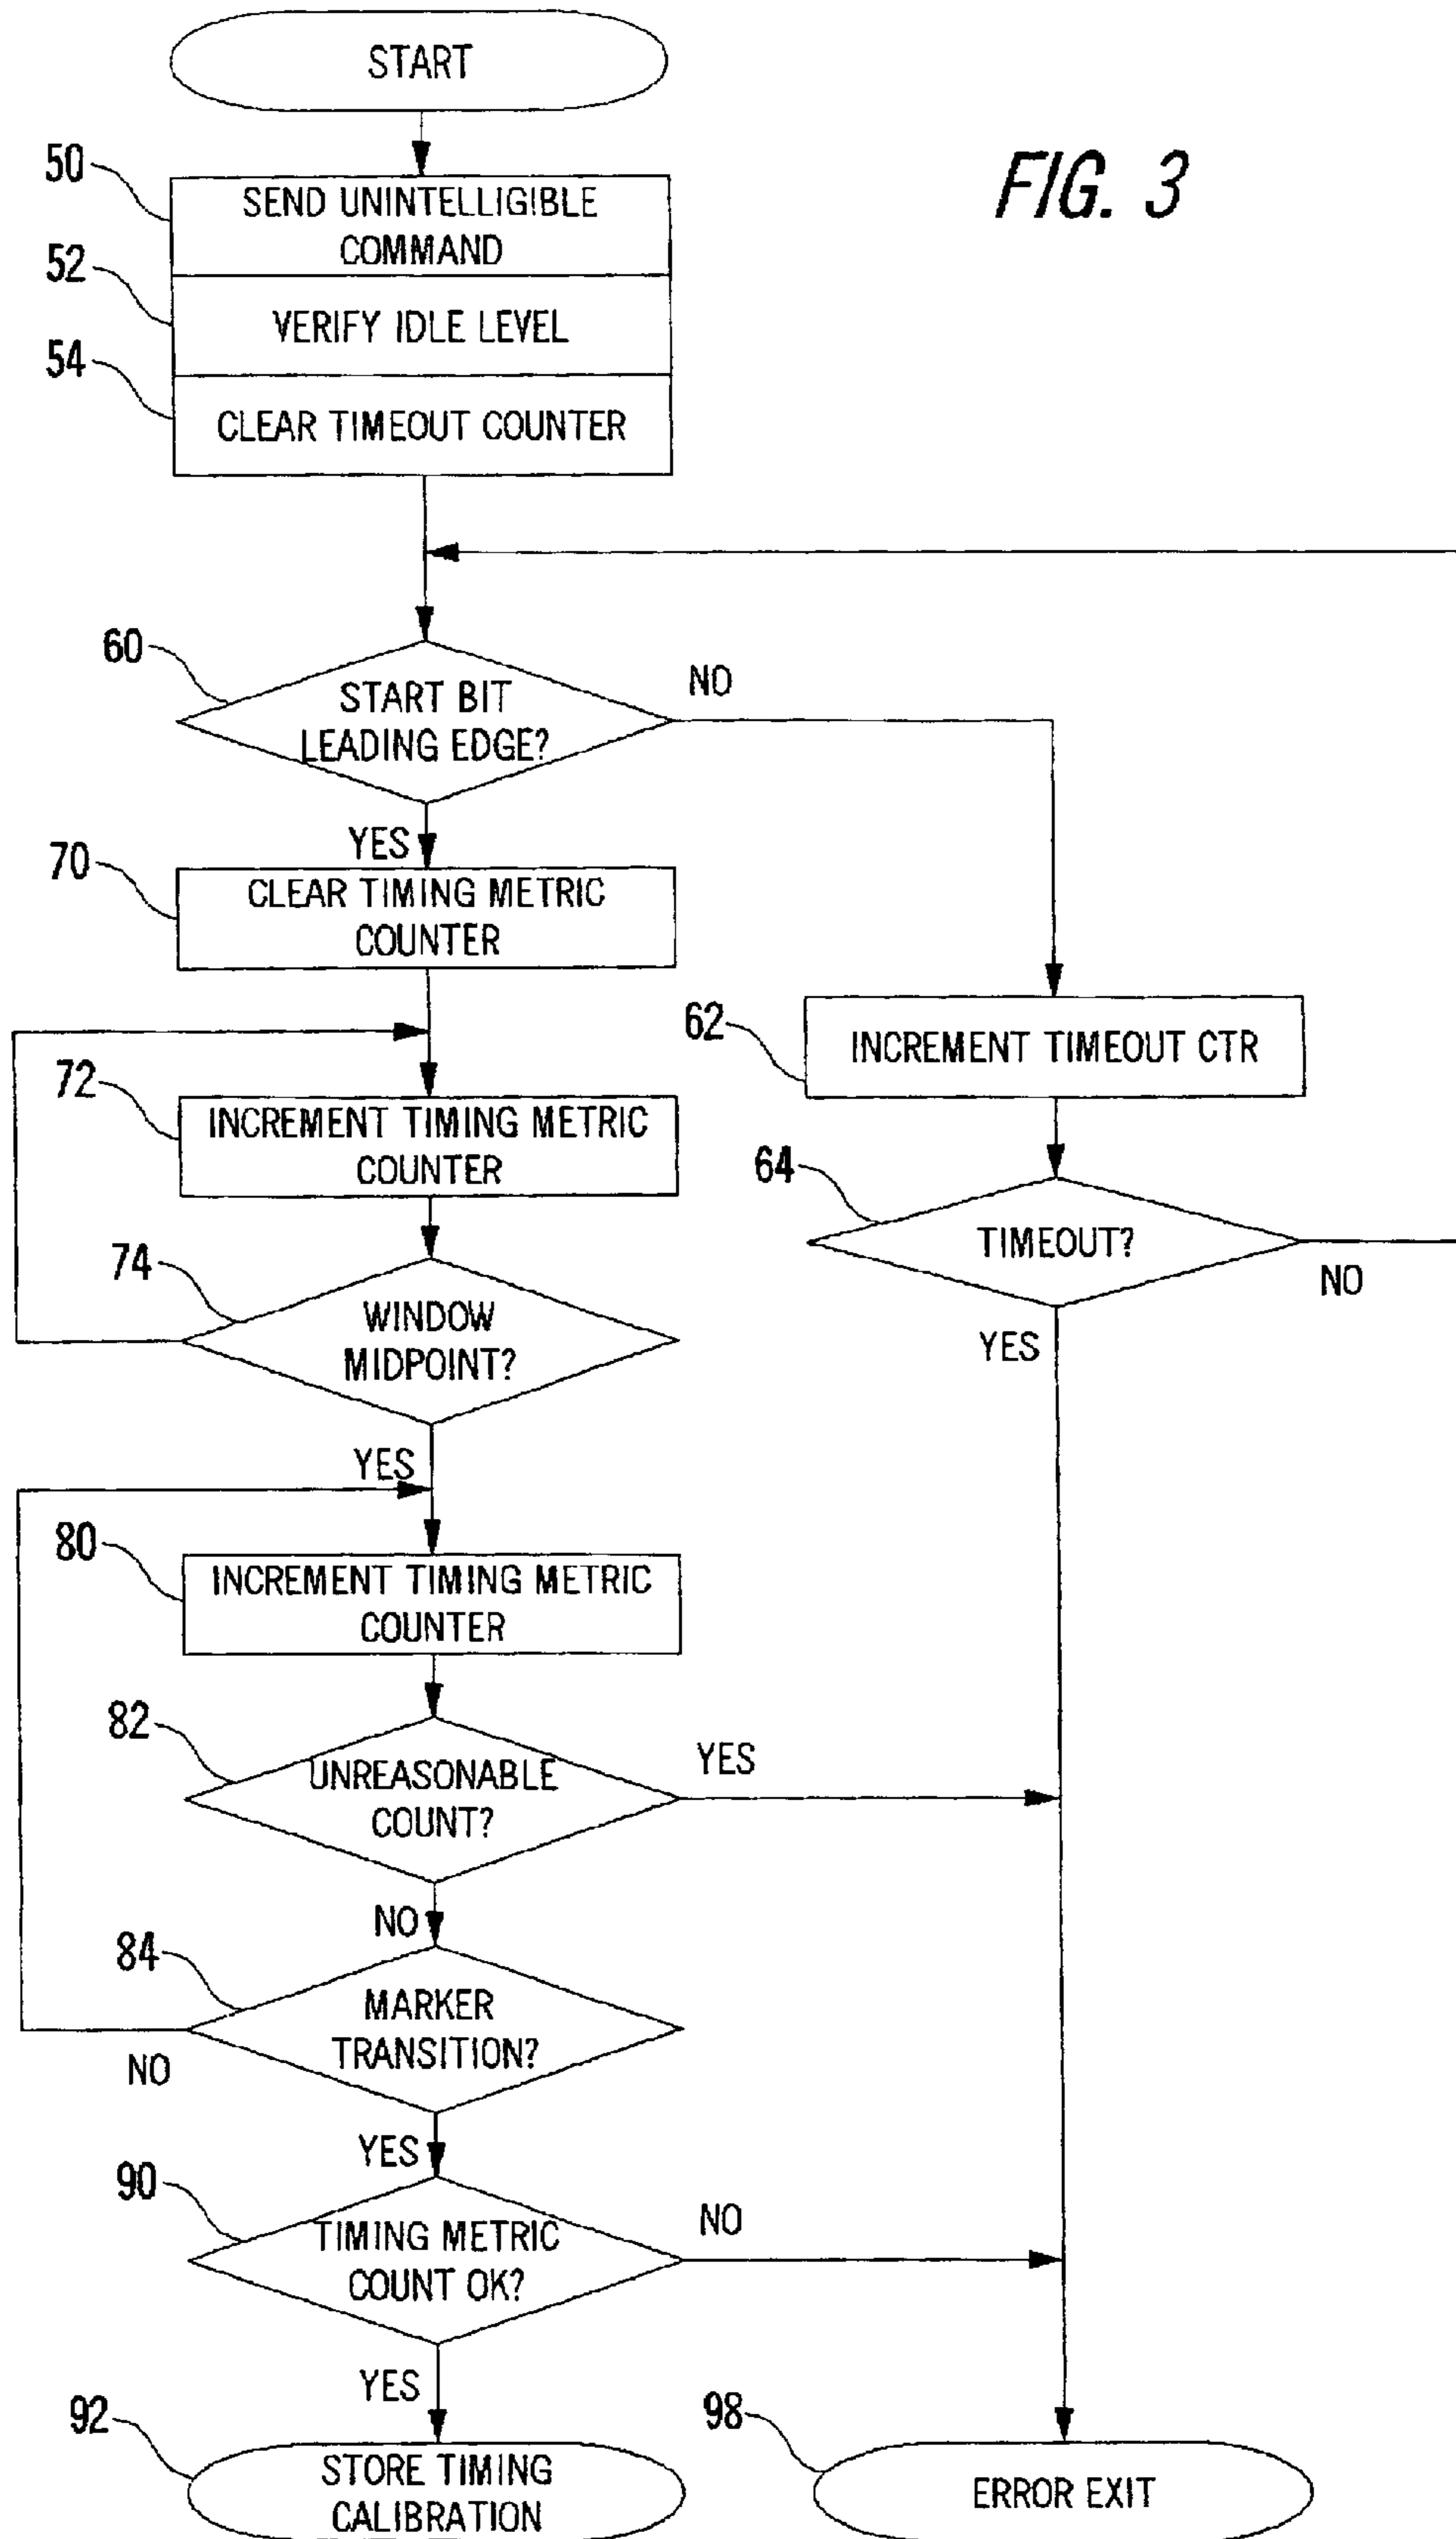 START
FIG. 3
50
SEND UNINTELLIGIBLE
COMMAND
52
VERIFY IDLE LEVEL
54
CLEAR TIMEOUT COUNTER
60
START BIT
LEADING EDGE?
NO
YES
70
CLEAR TIMING METRIC
COUNTER
62
INCREMENT TIMEOUT CTR
72
INCREMENT TIMING METRIC
COUNTER
64
TIMEOUT?
NO
YES
74
WINDOW
MIDPOINT?
YES
80
INCREMENT TIMING METRIC
COUNTER
82
UNREASONABLE
COUNT?
YES
NO
84
MARKER
TRANSITION?
NO
YES
90
TIMING METRIC
COUNT OK?
NO
YES
92
STORE TIMING
CALIBRATION
98
ERROR EXIT